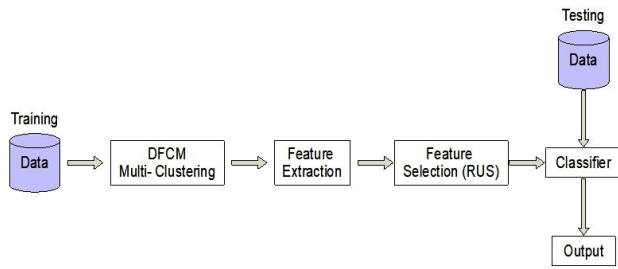 Testing
Data
Training
Data
DFCM
Multi- Clustering
Feature
Extraction
Feature
Selection (RUS)
Classifier
Output